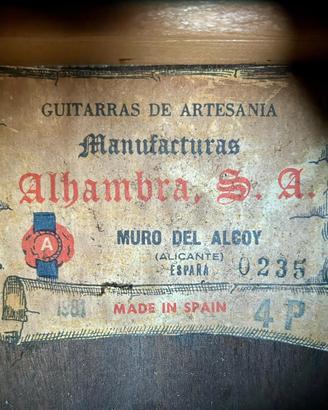 GUITARRAS DE ARTESANIA
Manufacturas
Alhambra, S. A.
A
MURO DEL ALCOY
(ALICANTE)
ESPAÑA
0235
1981
MADE IN SPAIN
4P